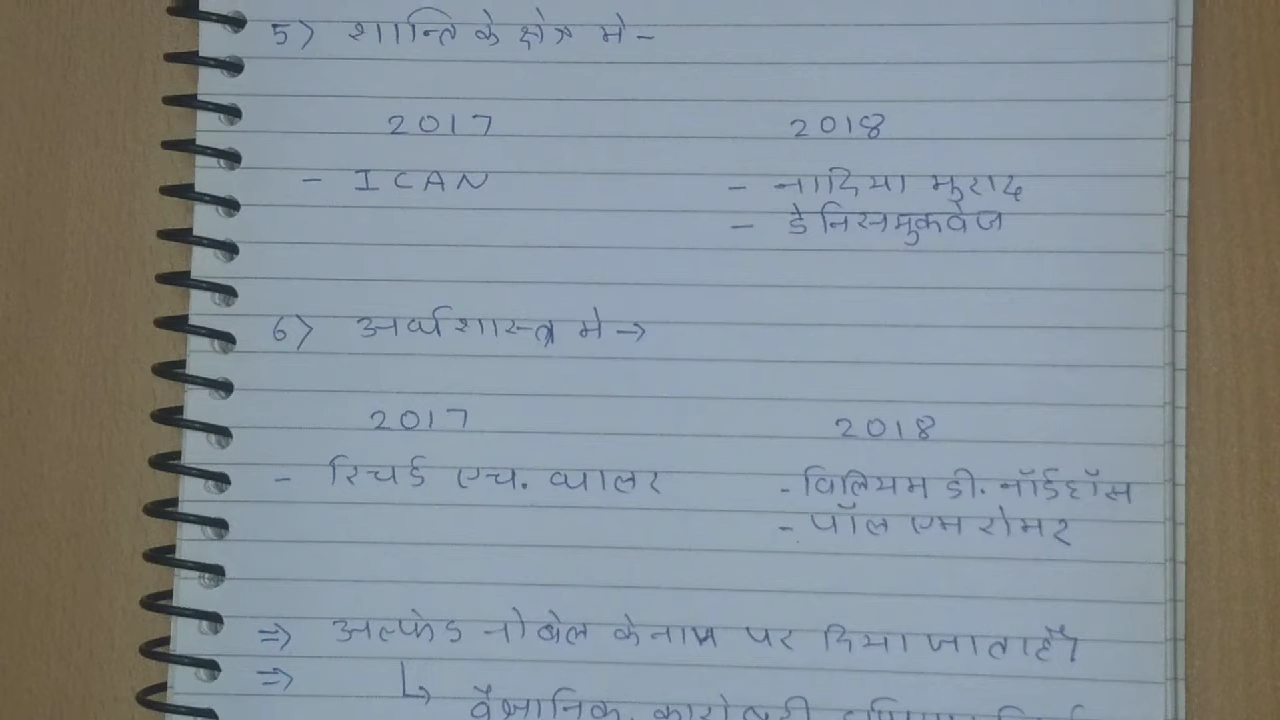 5) शान्ति के क्षेत्र मे -
2017 2018
- ICAN - नादिया मुराद
- डेनिसमुकवेज
6) अर्थशास्त्र मे →
2017 2018
- रिचर्ड एच. थालर - विलियम डी. नॉर्डहॉस
- पॉल एम रोमर
⇒ अल्फ्रेड नोबेल के नाम पर दिया जाता है।
⇒ ↳ वैज्ञानिक,